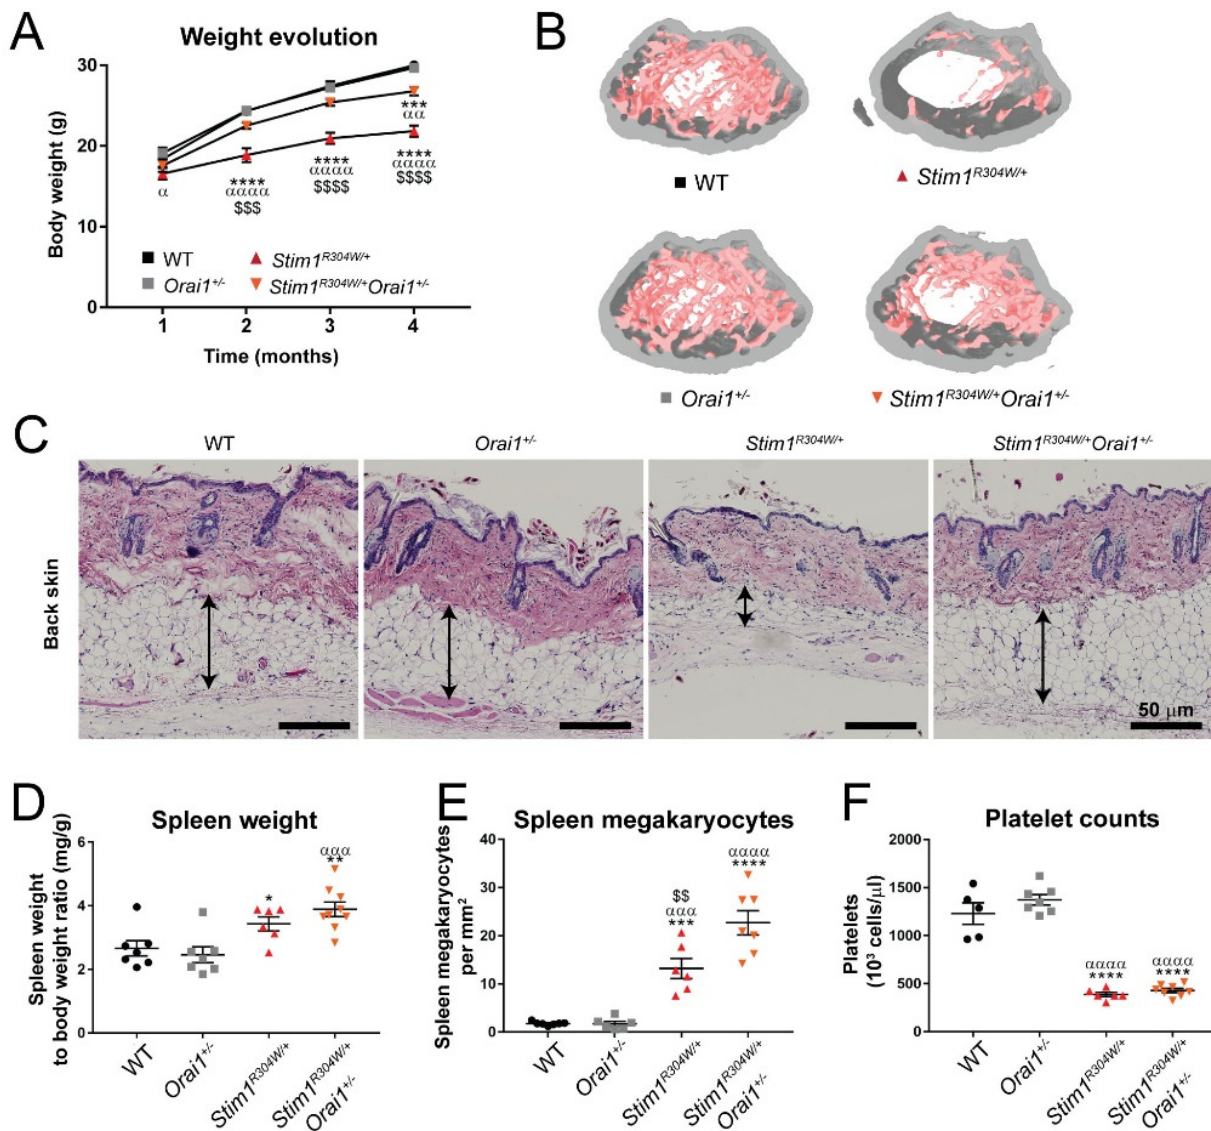 A
Weight evolution
Body weight (g)
30
20
10
0
***
αα
α
****
αααα
$$$
****
αααα
$$$$
****
αααα
$$$$
WT
Stim1R304W/+
Orai1+/-
Stim1R304W/+Orai1+/-
1 2 3 4
Time (months)
B
WT
Stim1R304W/+
Orai1+/-
Stim1R304W/+Orai1+/-
C
WT
Orai1+/-
Stim1R304W/+
Stim1R304W/+Orai1+/-
Back skin
50 μm
D
Spleen weight
Spleen weight
to body weight ratio (mg/g)
6
4
2
0
*
ααα
**
WT
Orai1+/-
Stim1R304W/+
Stim1R304W/+
Orai1+/-
E
Spleen megakaryocytes
Spleen megakaryocytes
per mm2
40
30
20
10
0
$$
ααα
***
αααα
****
WT
Orai1+/-
Stim1R304W/+
Stim1R304W/+
Orai1+/-
F
Platelet counts
Platelets
(103 cells/μl)
2000
1500
1000
500
0
αααα
****
αααα
****
WT
Orai1+/-
Stim1R304W/+
Stim1R304W/+
Orai1+/-